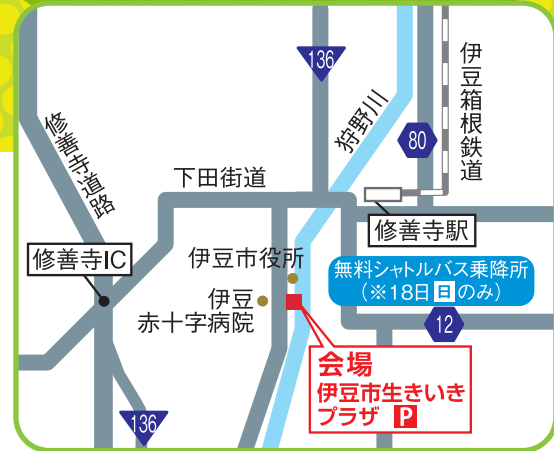 136
伊豆箱根鉄道
狩野川
修善寺道路
80
下田街道
修善寺駅
修善寺IC
伊豆市役所
無料シャトルバス乗降所
（※18日日のみ）
伊豆
赤十字病院
12
会場
伊豆市生きいき
プラザ P
136